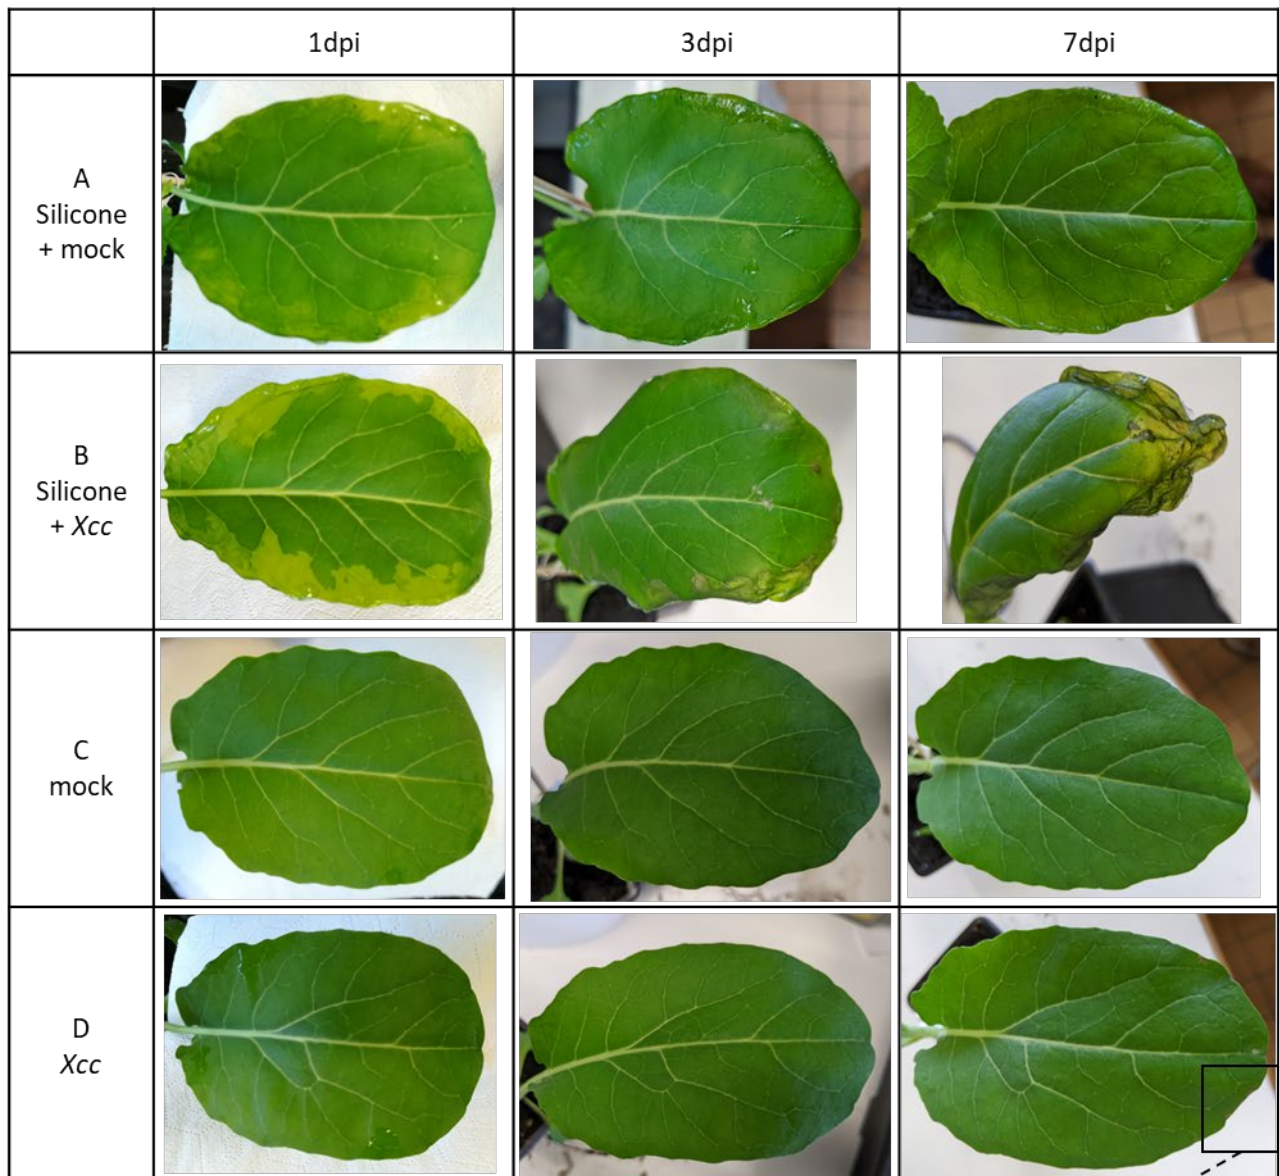 1dpi
3dpi
7dpi
A
Silicone
+ mock
B
Silicone
+ Xcc
C
mock
D
Xcc